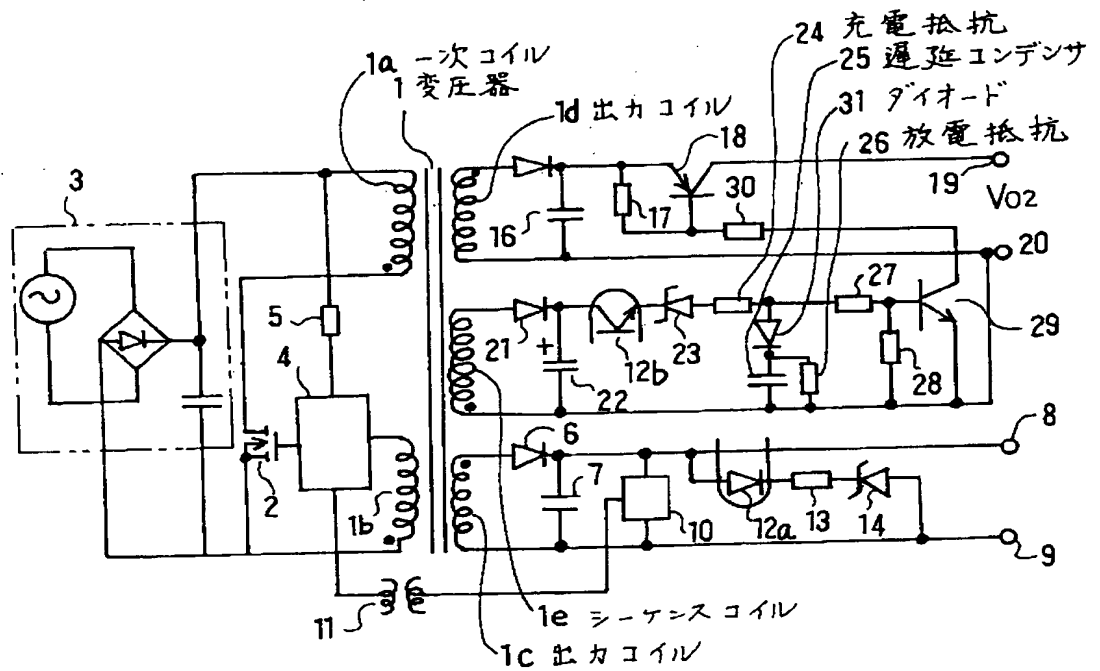 24 充電抵抗
25 遅延コンデンサ
31 ダイオード
26 放電抵抗
1a 一次コイル
1 変圧器
1d 出力コイル
18
19
VO2
20
3
16
17
30
5
4
21
+
22
12b
23
27
28
29
2
1b
6
7
10
12a
13
14
8
9
11
1e シーケンスコイル
1c 出力コイル